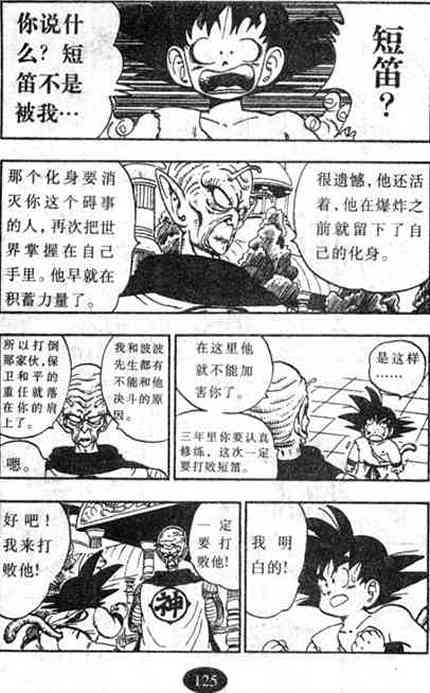 短笛?
你说什
么? 短
笛不是
被我…
很遗憾,他还活
着,他在爆炸之
前就留下了自
己的化身。
那个化身要消
灭你这个碍事
的人,再次把世
界掌握在自己
手里。他早就在
积蓄力量了。
是这样
……
在这里他
就不能加
害你了。
三年里你要认真
修炼。这次一定
要打败短笛。
我和波波
先生都有
不能和他
决斗的原
因。
所以打倒
那家伙,保
卫和平的
重任就落
在你的肩
上了。
嗯。
我明
白的!
一定
要打
败他!
神
好吧!
我来打
败他!
125